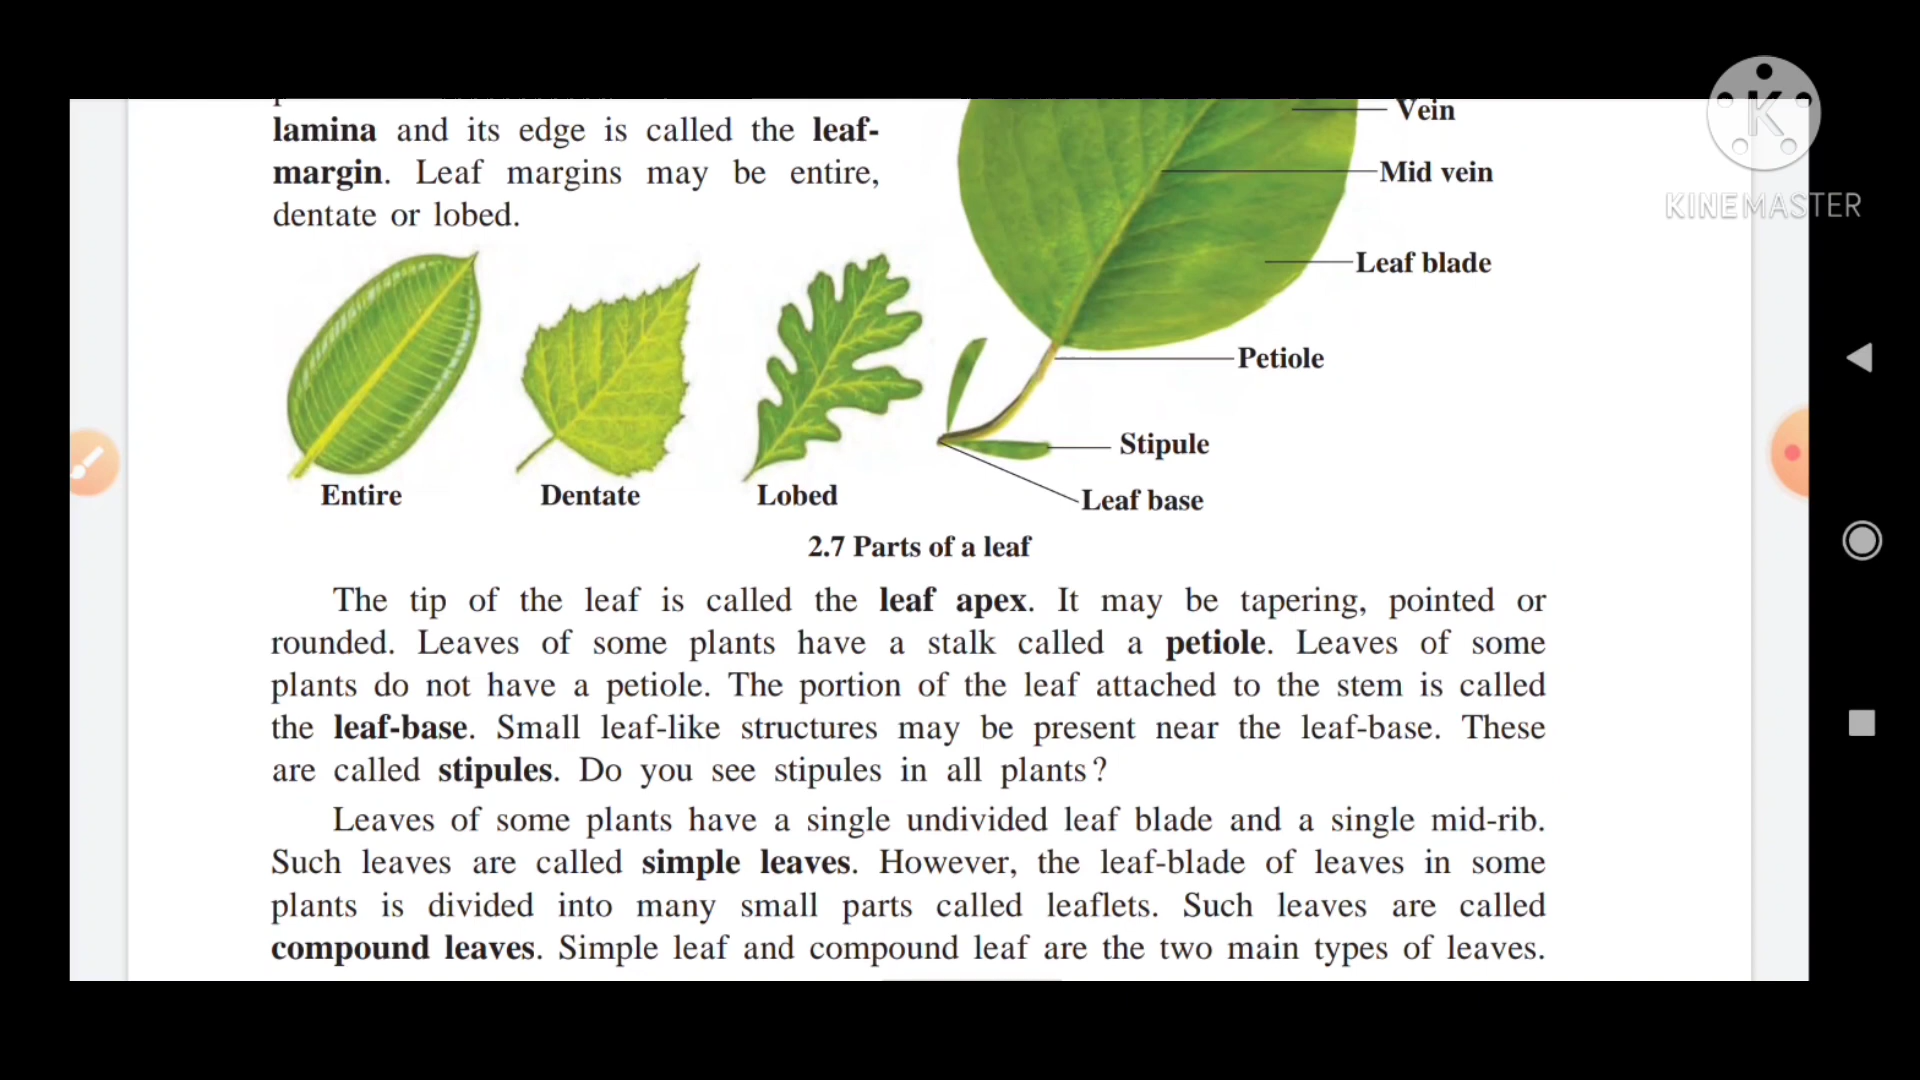 lamina and its edge is called the leaf-
margin. Leaf margins may be entire,
dentate or lobed.
Vein
Mid vein
Leaf blade
Petiole
Stipule
Leaf base
Entire
Dentate
Lobed
2.7 Parts of a leaf
The tip of the leaf is called the leaf apex. It may be tapering, pointed or
rounded. Leaves of some plants have a stalk called a petiole. Leaves of some
plants do not have a petiole. The portion of the leaf attached to the stem is called
the leaf-base. Small leaf-like structures may be present near the leaf-base. These
are called stipules. Do you see stipules in all plants?
Leaves of some plants have a single undivided leaf blade and a single mid-rib.
Such leaves are called simple leaves. However, the leaf-blade of leaves in some
plants is divided into many small parts called leaflets. Such leaves are called
compound leaves. Simple leaf and compound leaf are the two main types of leaves.
K
KINEMASTER